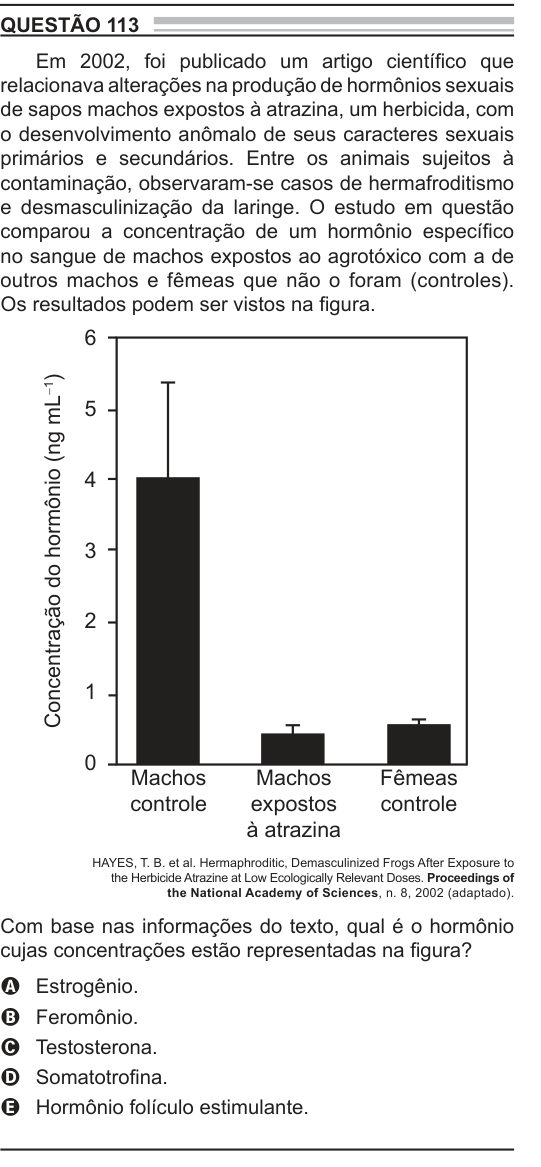 QUESTÃO 113
Em 2002, foi publicado um artigo científico que
relacionava alterações na produção de hormônios sexuais
de sapos machos expostos à atrazina, um herbicida, com
o desenvolvimento anômalo de seus caracteres sexuais
primários e secundários. Entre os animais sujeitos à
contaminação, observaram-se casos de hermafroditismo
e desmasculinização da laringe. O estudo em questão
comparou a concentração de um hormônio específico
no sangue de machos expostos ao agrotóxico com a de
outros machos e fêmeas que não o foram (controles).
Os resultados podem ser vistos na figura.
Concentração do hormônio (ng mL⁻¹)
6
5
4
3
2
1
0
Machos controle
Machos expostos à atrazina
Fêmeas controle
HAYES, T. B. et al. Hermaphroditic, Demasculinized Frogs After Exposure to
the Herbicide Atrazine at Low Ecologically Relevant Doses. Proceedings of
the National Academy of Sciences, n. 8, 2002 (adaptado).
Com base nas informações do texto, qual é o hormônio
cujas concentrações estão representadas na figura?
A Estrogênio.
B Feromônio.
C Testosterona.
D Somatotrofina.
E Hormônio folículo estimulante.